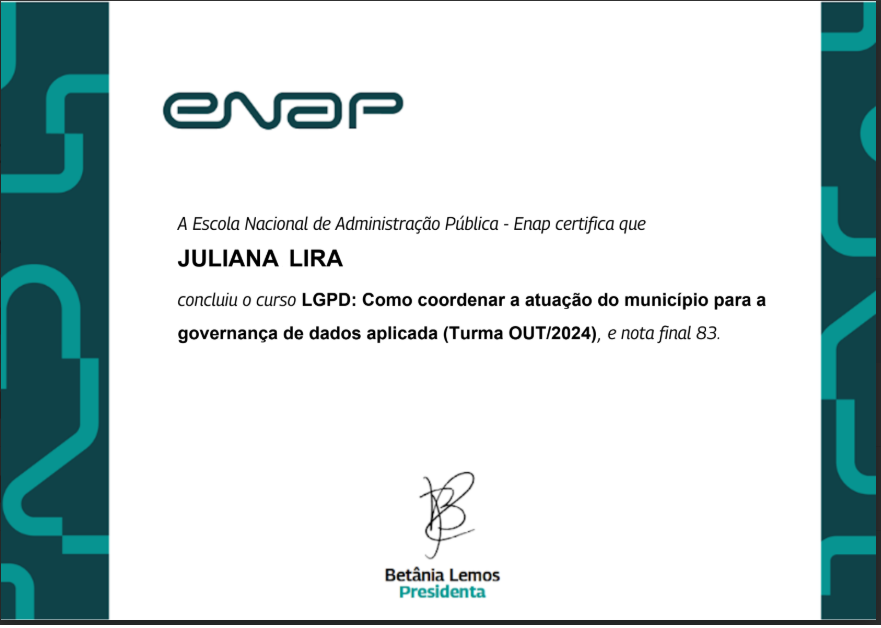 enap
A Escola Nacional de Administração Pública - Enap certifica que
JULIANA LIRA
concluiu o curso LGPD: Como coordenar a atuação do município para a
governança de dados aplicada (Turma OUT/2024), e nota final 83.
Betânia Lemos
Presidenta